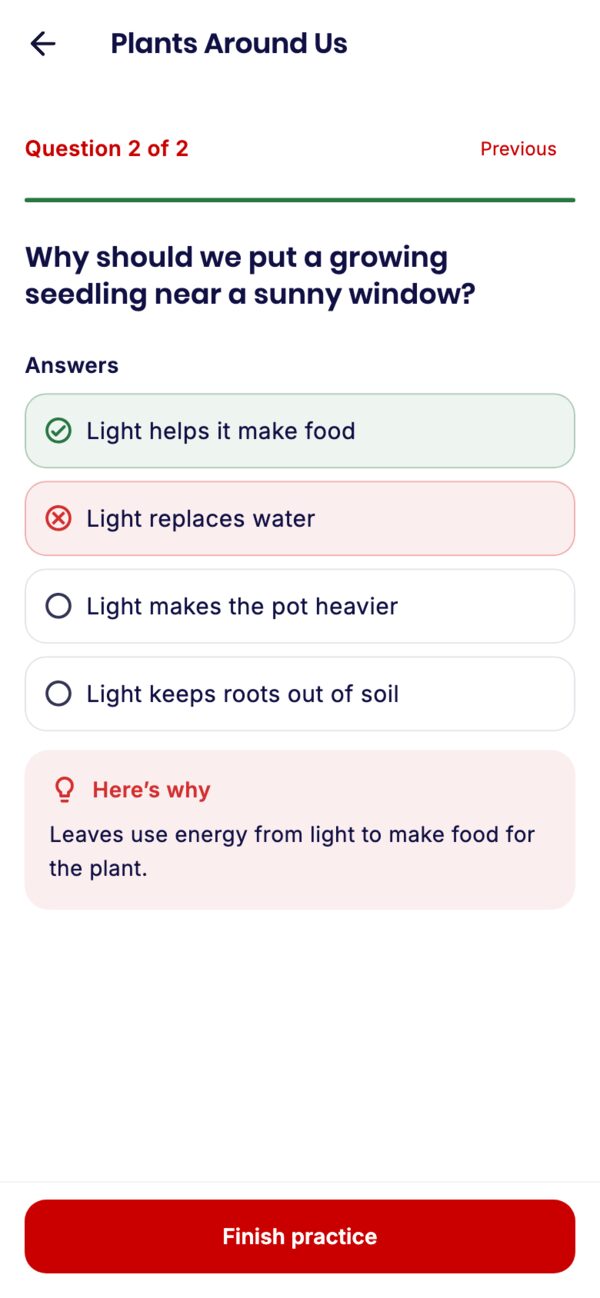 Plants Around Us
Question 2 of 2
Previous
Why should we put a growing
seedling near a sunny window?
Answers
Light helps it make food
Light replaces water
Light makes the pot heavier
Light keeps roots out of soil
Here’s why
Leaves use energy from light to make food for
the plant.
Finish practice